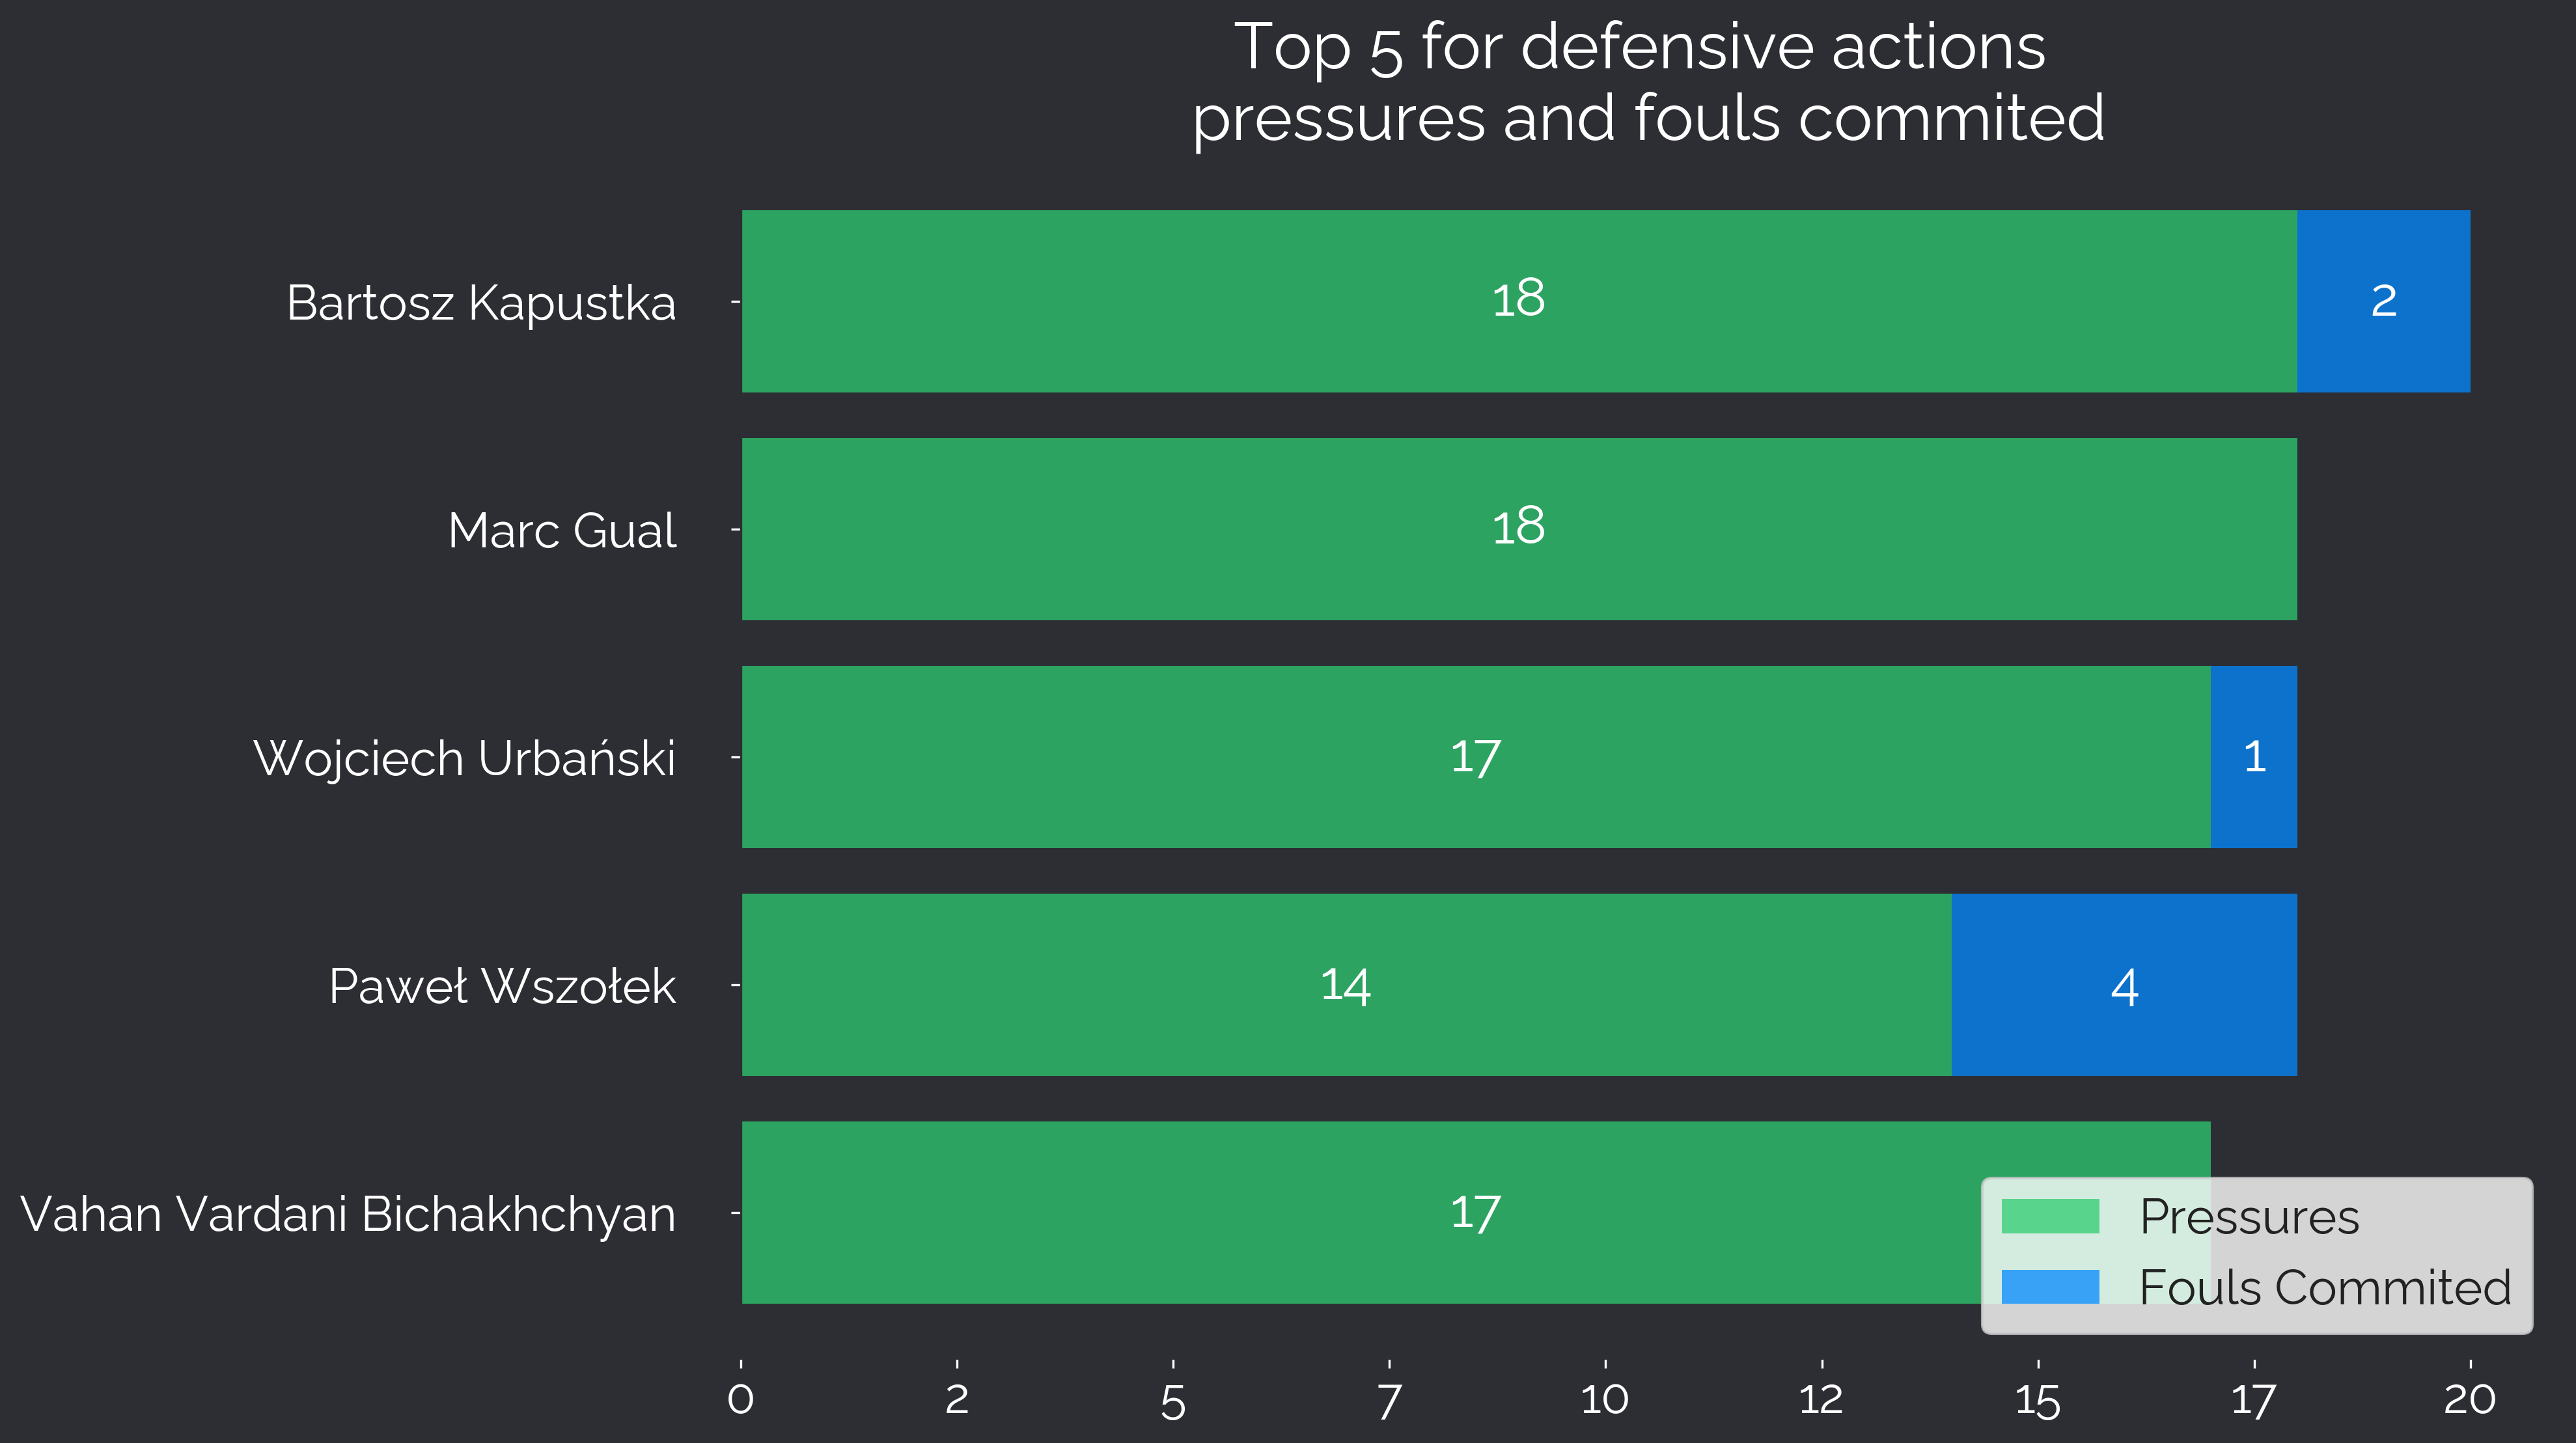 Top 5 for defensive actions
pressures and fouls commited
Bartosz Kapustka
18
2
Marc Gual
18
Wojciech Urbański
17
1
Paweł Wszołek
14
4
Vahan Vardani Bichakhchyan
17
Pressures
Fouls Commited
0 2 5 7 10 12 15 17 20